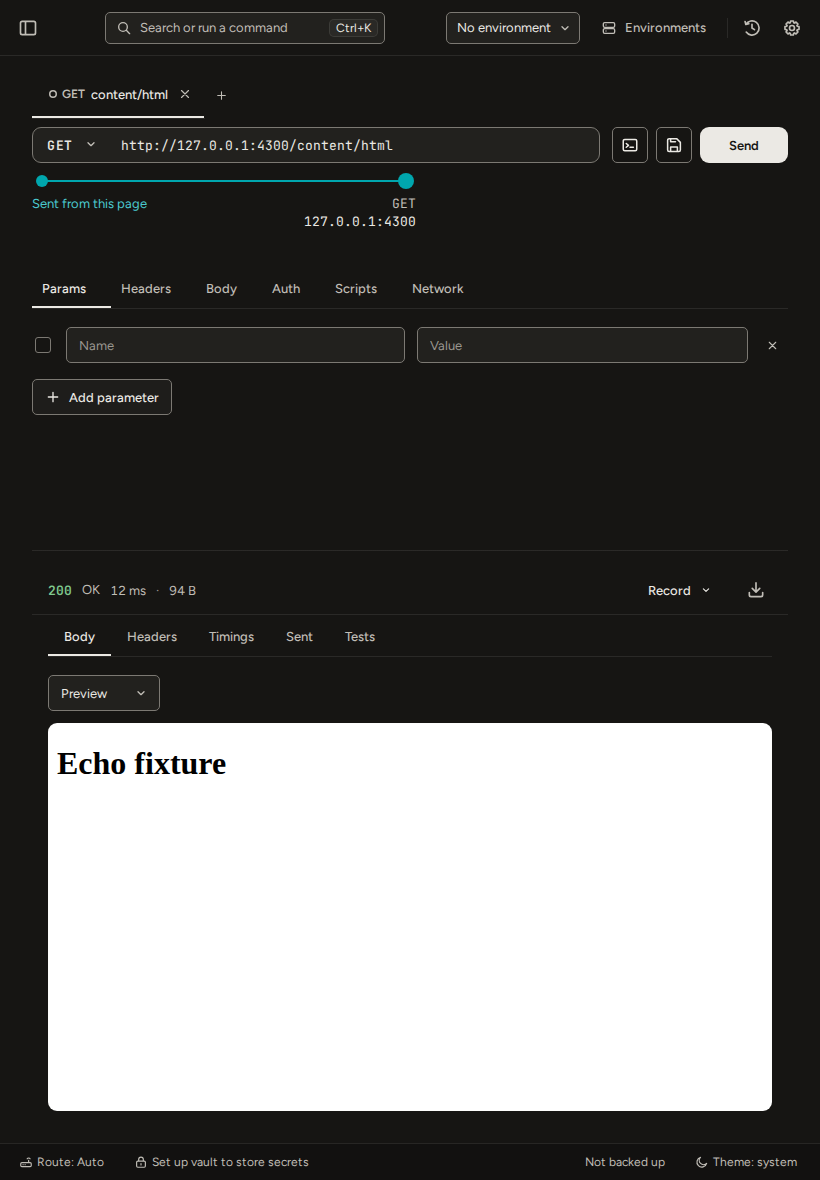 Search or run a command Ctrl+K No environment Environments
GET content/html
GET http://127.0.0.1:4300/content/html Send
Sent from this page GET
127.0.0.1:4300
Params Headers Body Auth Scripts Network
Name Value
Add parameter
200 OK 12 ms · 94 B Record
Body Headers Timings Sent Tests
Preview
Echo fixture
Route: Auto Set up vault to store secrets Not backed up Theme: system